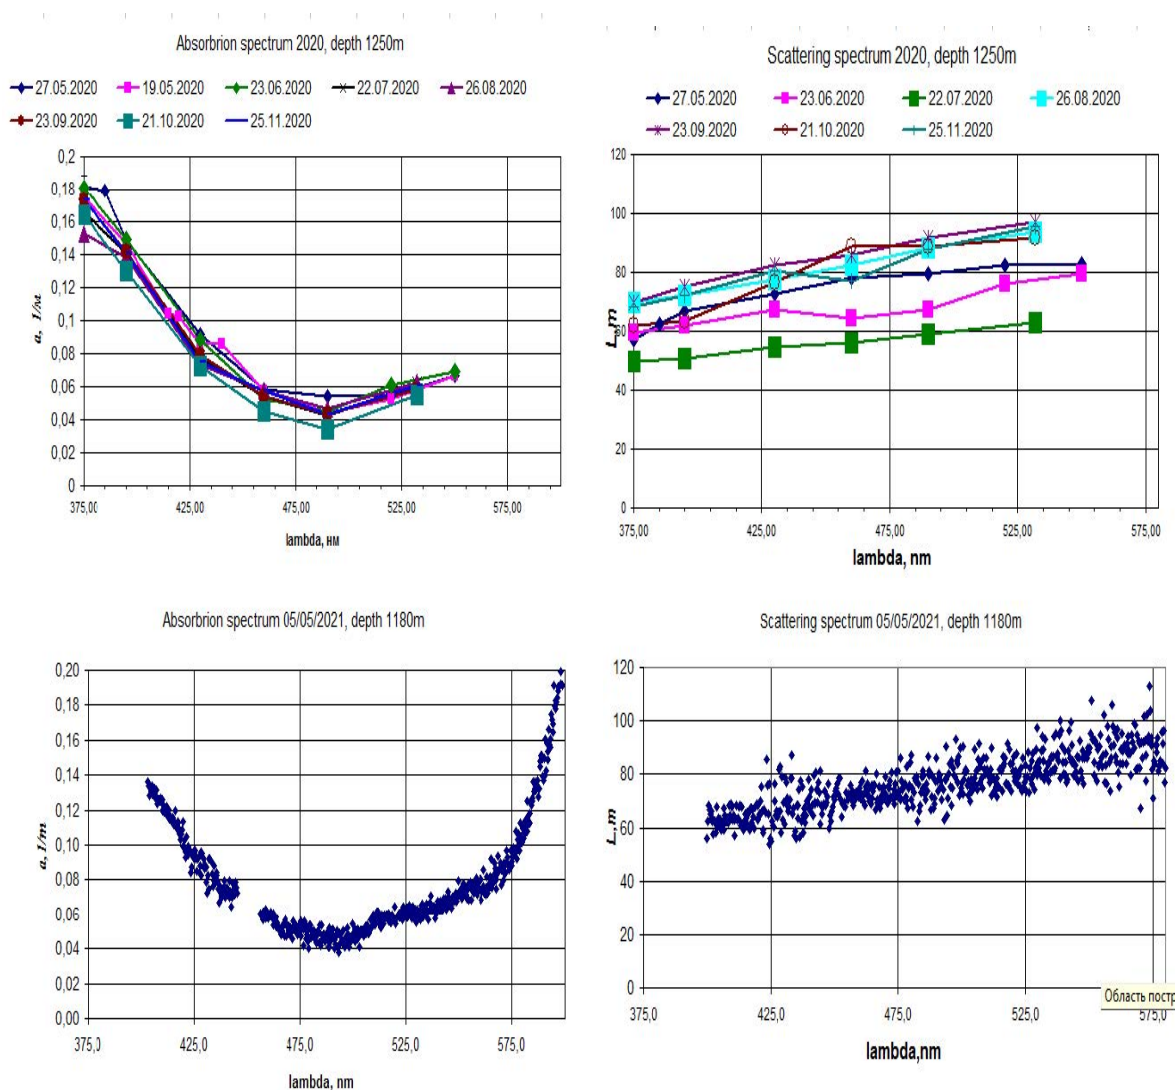 Absorbrion spectrum 2020, depth 1250m
27.05.2020 19.05.2020 23.06.2020 22.07.2020 26.08.2020
23.09.2020 21.10.2020 25.11.2020
0,2
0,18
0,16
0,14
0,12
0,1
0,08
0,06
0,04
0,02
0
a, 1/m
375,00 425,00 475,00 525,00 575,00
lambda, нм
Scattering spectrum 2020, depth 1250m
27.05.2020 23.06.2020 22.07.2020 26.08.2020
23.09.2020 21.10.2020 25.11.2020
120
100
80
60
40
20
0
L,m
375,00 425,00 475,00 525,00 575,00
lambda, nm
Absorbrion spectrum 05/05/2021, depth 1180m
0,20
0,18
0,16
0,14
0,12
0,10
0,08
0,06
0,04
0,02
0,00
a, 1/m
375,0 425,0 475,0 525,0 575,0
lambda, nm
Scattering spectrum 05/05/2021, depth 1180m
120
100
80
60
40
20
0
L,m
Область постр
375,0 425,0 475,0 525,0 575,0
lambda,nm